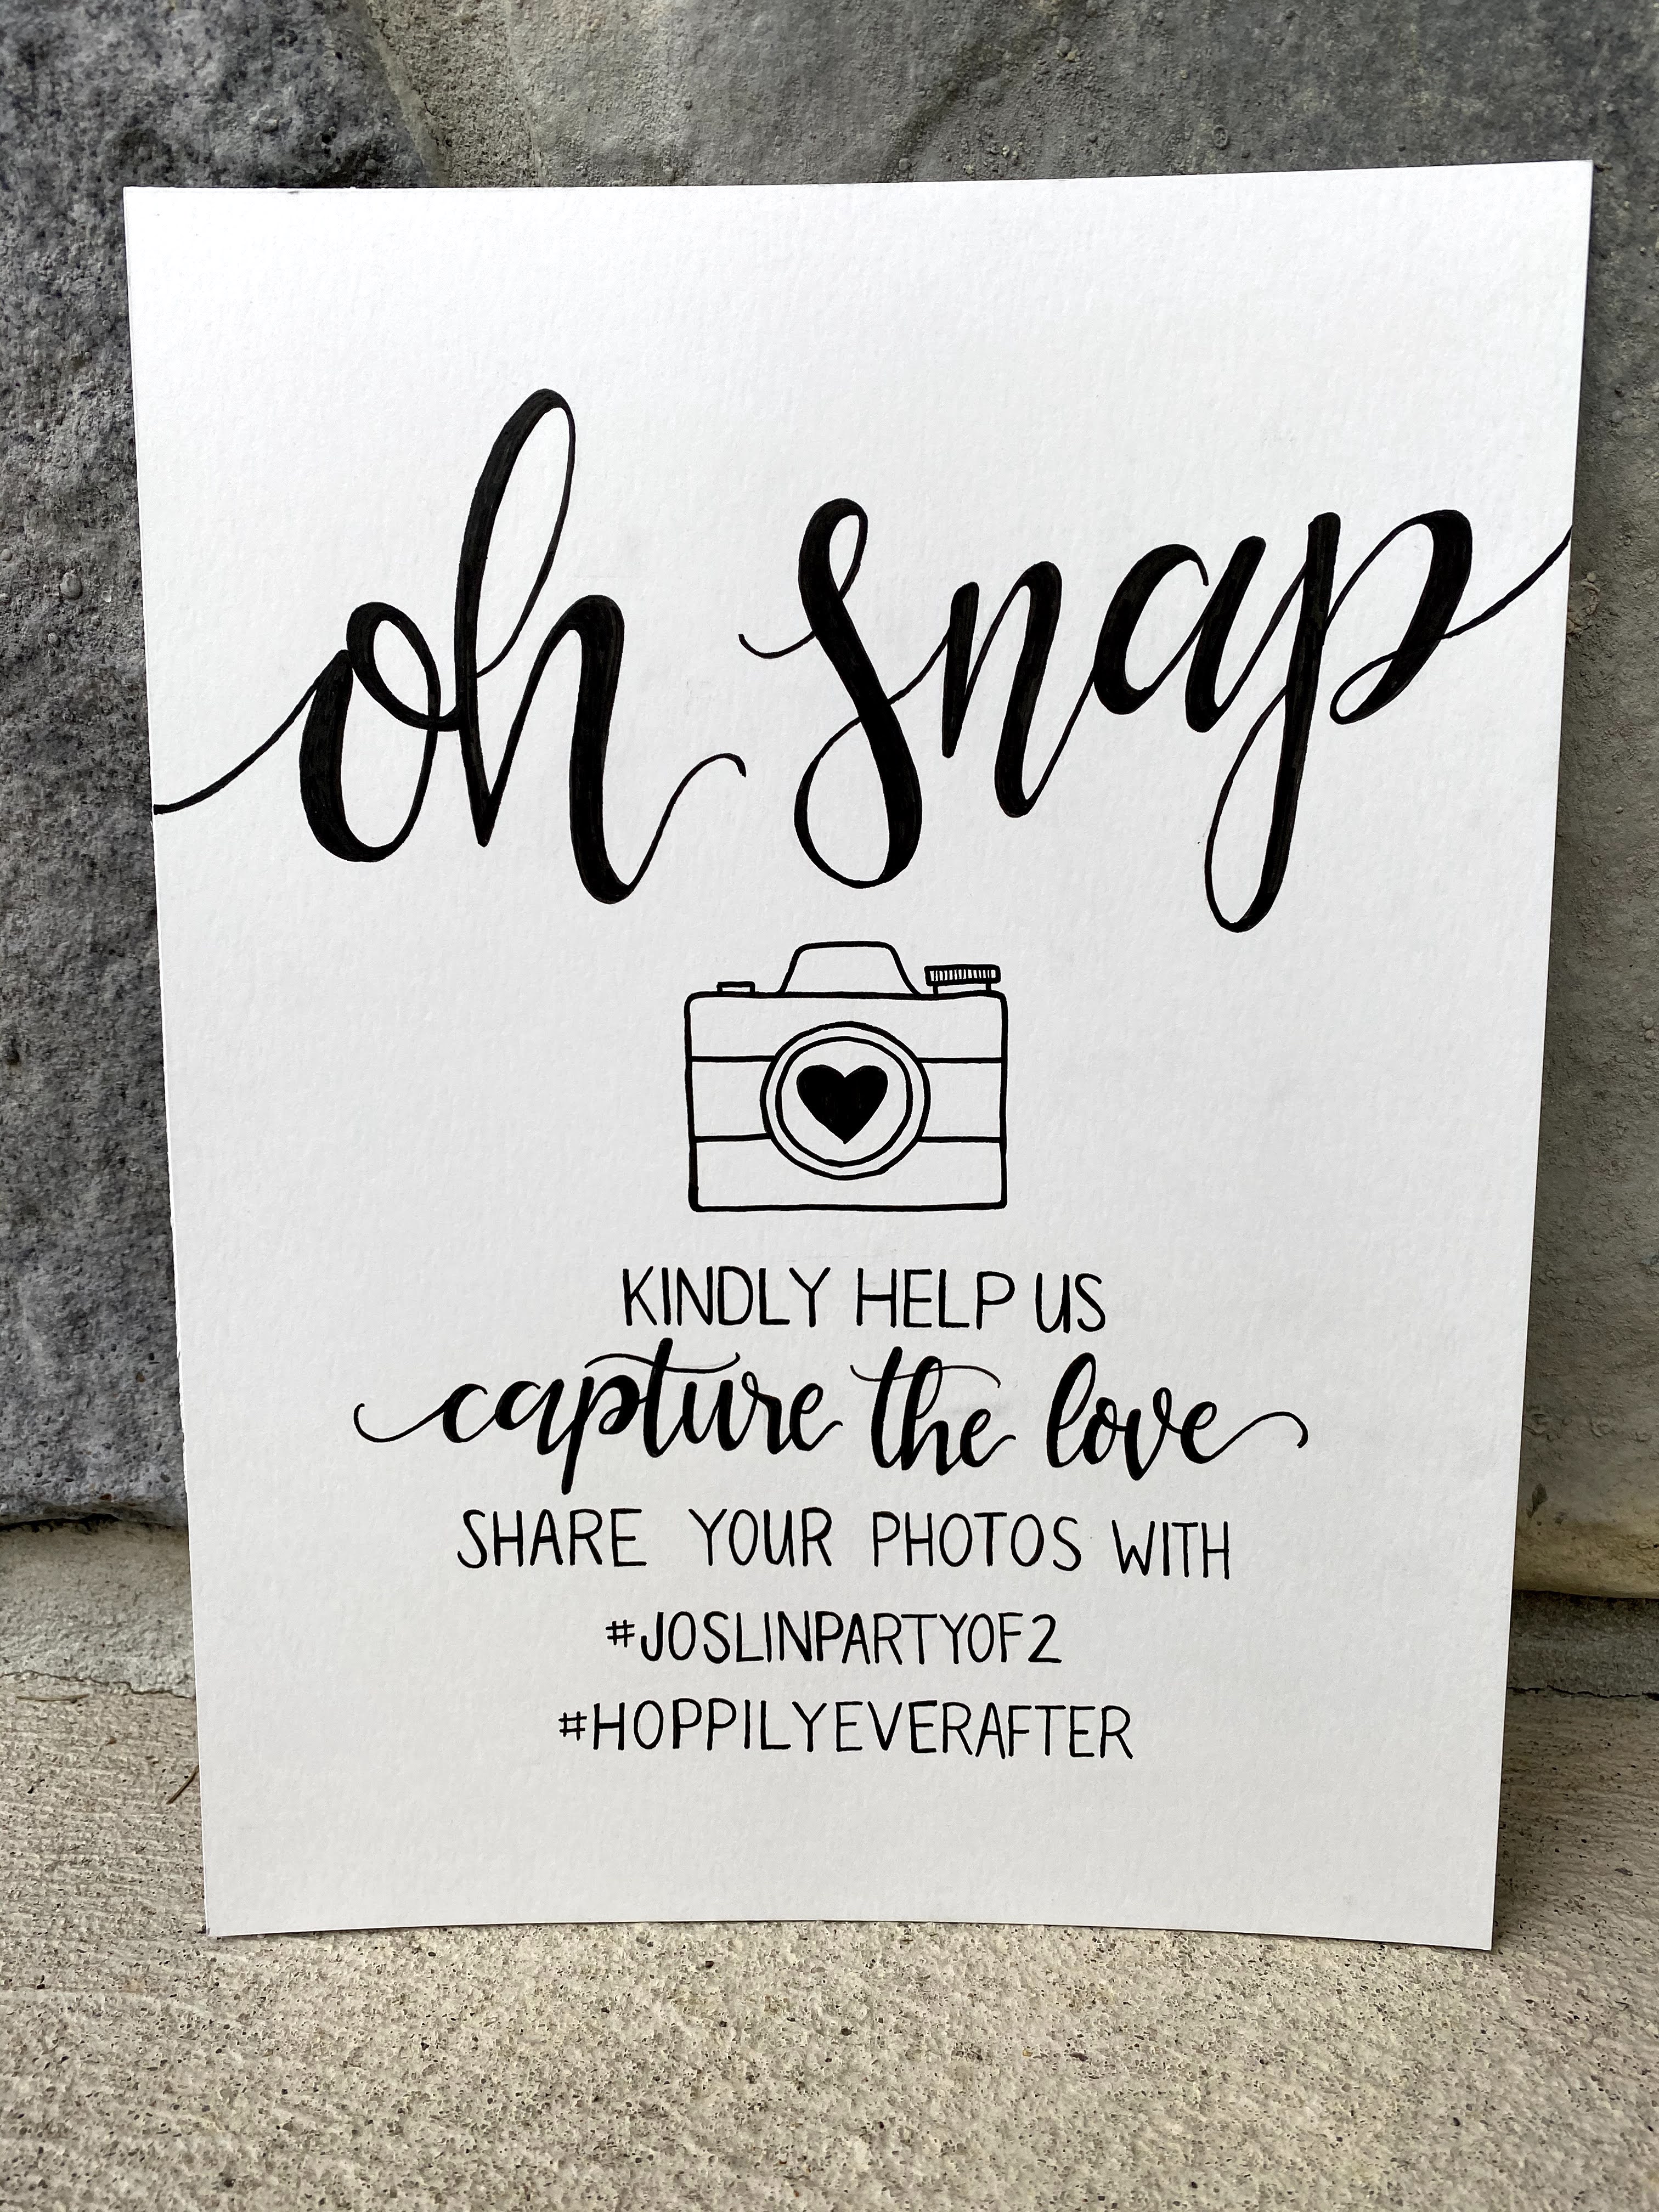 oh snap
KINDLY HELP US
capture the love
SHARE YOUR PHOTOS WITH
#JOSLINPARTYOF2
#HOPPILYEVERAFTER